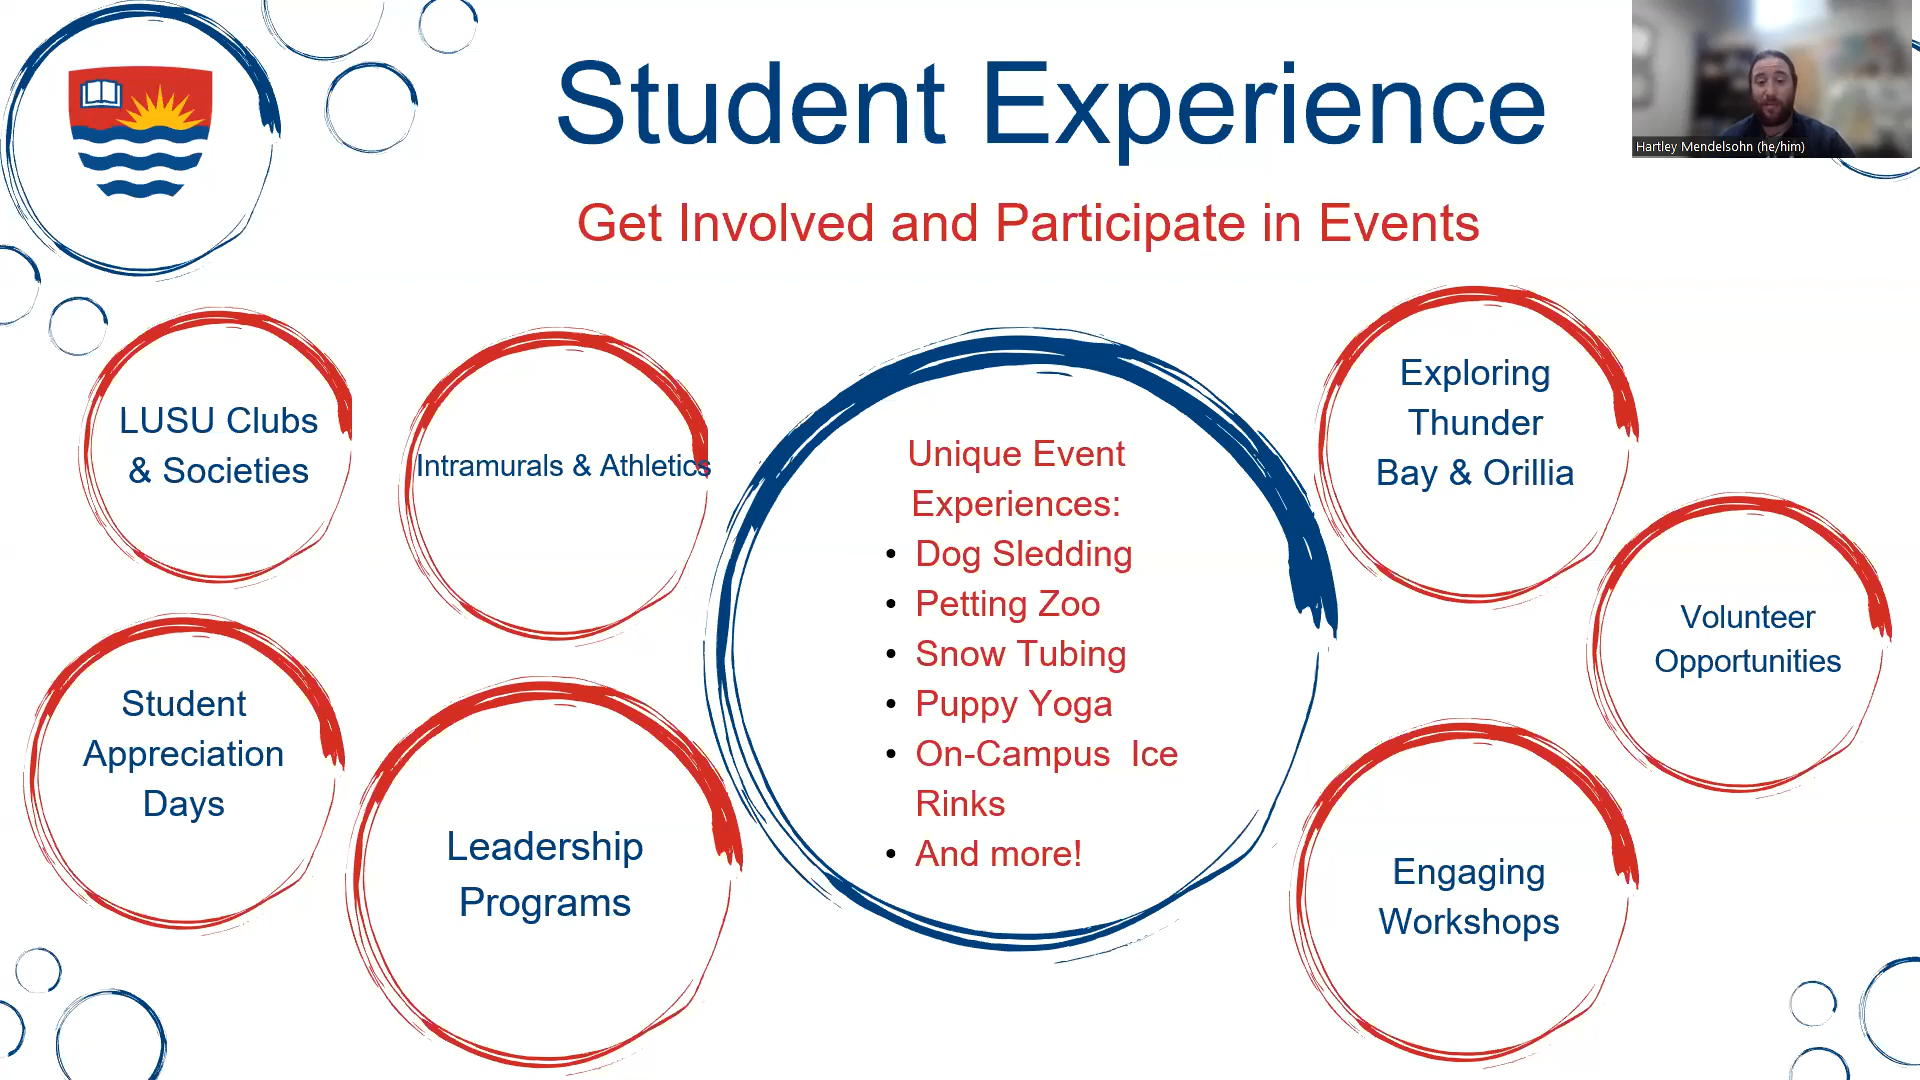 Student Experience
Hartley Mendelsohn (he/him)
Get Involved and Participate in Events
LUSU Clubs
& Societies
Intramurals & Athletics
Unique Event
Experiences:
• Dog Sledding
• Petting Zoo
• Snow Tubing
• Puppy Yoga
• On-Campus  Ice
Rinks
• And more!
Exploring
Thunder
Bay & Orillia
Volunteer
Opportunities
Student
Appreciation
Days
Leadership
Programs
Engaging
Workshops